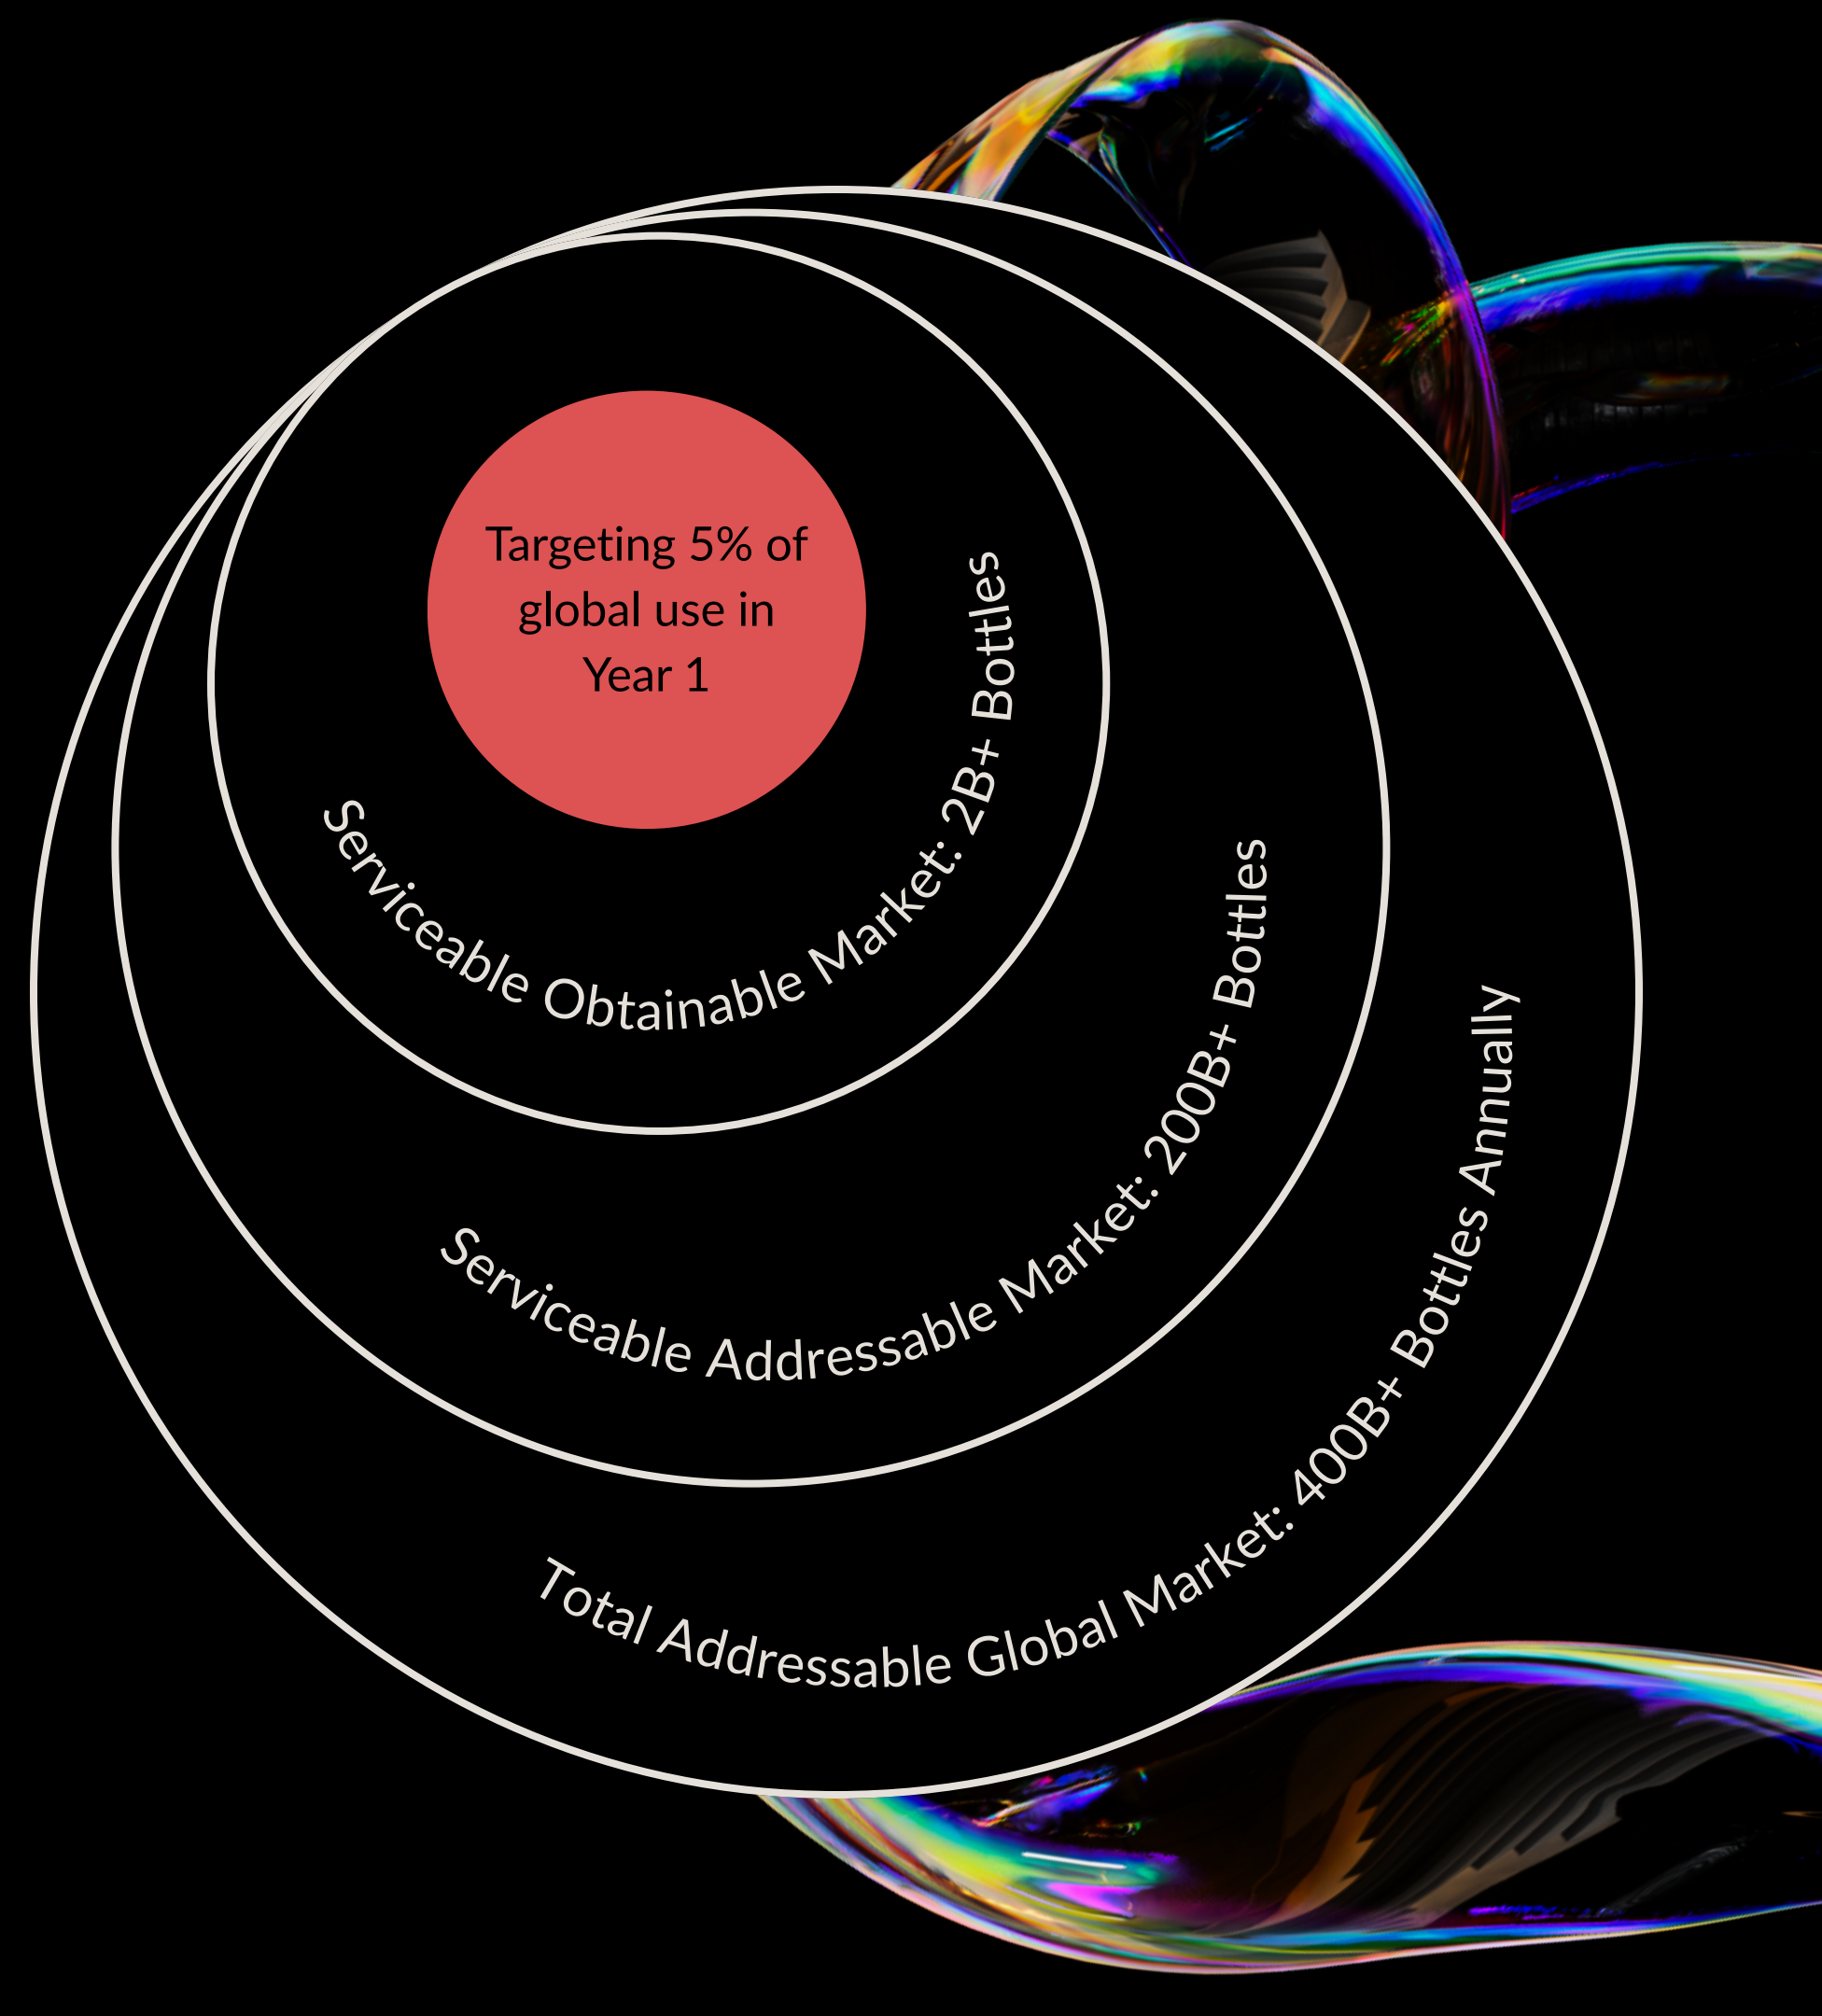 Targeting 5% of
global use in
Year 1
Serviceable Obtainable Market: 2B+ Bottles
Serviceable Addressable Market: 200B+ Bottles
Total Addressable Global Market: 400B+ Bottles Annually